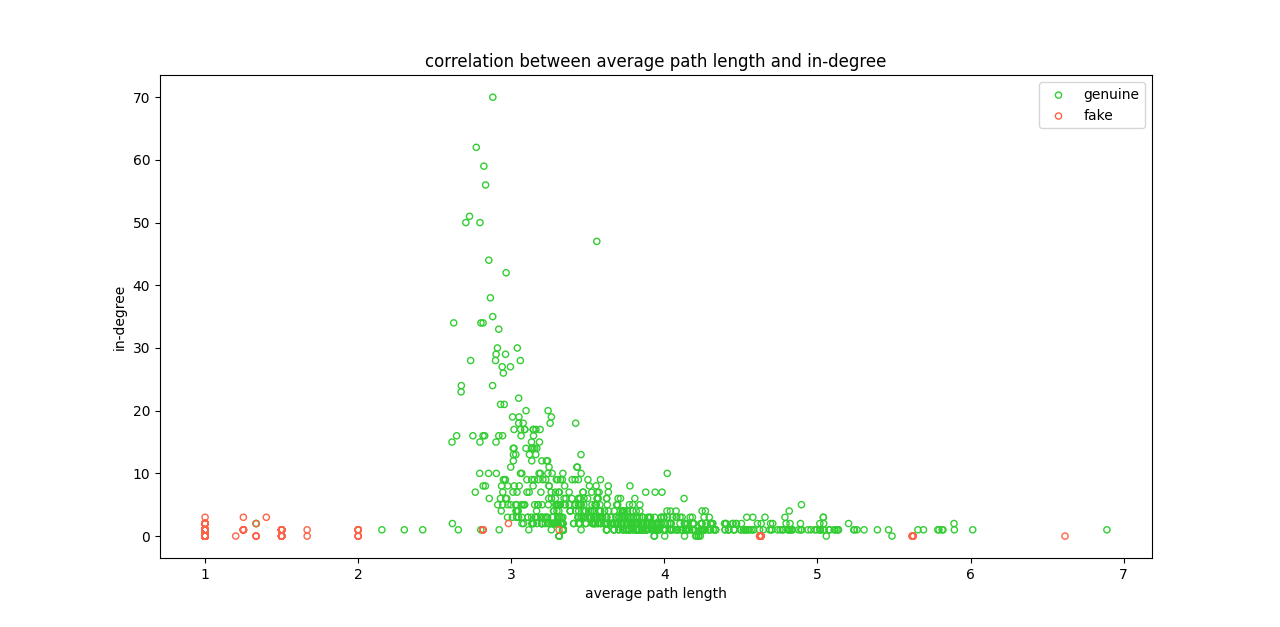 correlation between average path length and in-degree
genuine
fake
70
60
50
40
30
20
10
0
in-degree
1 2 3 4 5 6 7
average path length